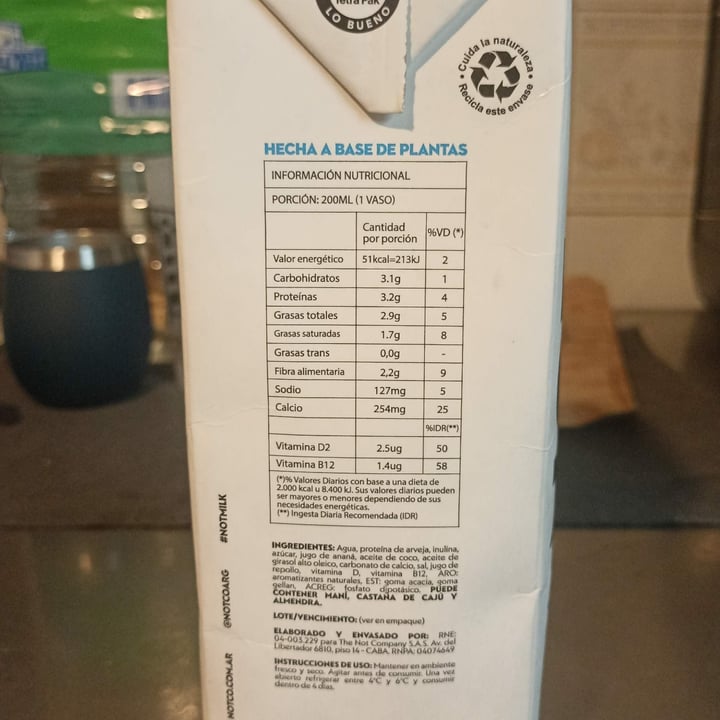 Tetra Pak
LO BUENO
Cuida la naturaleza
Recicla este envase
HECHA A BASE DE PLANTAS
INFORMACIÓN NUTRICIONAL
PORCIÓN: 200ML (1 VASO)
Cantidad por porción %VD (*)
Valor energético 51kcal=213kJ 2
Carbohidratos 3.1g 1
Proteínas 3.2g 4
Grasas totales 2.9g 5
Grasas saturadas 1.7g 8
Grasas trans 0,0g -
Fibra alimentaria 2,2g 9
Sodio 127mg 5
Calcio 254mg 25
%IDR(**)
Vitamina D2 2.5ug 50
Vitamina B12 1.4ug 58
(*)% Valores Diarios con base a una dieta de
2.000 kcal u 8.400 kJ. Sus valores diarios pueden
ser mayores o menores dependiendo de sus
necesidades energéticas.
(**) Ingesta Diaria Recomendada (IDR)
INGREDIENTES: Agua, proteína de arveja, inulina,
azúcar, jugo de ananá, aceite de coco, aceite de
girasol alto oleico, carbonato de calcio, sal, jugo de
repollo, vitamina D, vitamina B12, ARO:
aromatizantes naturales, EST: goma acacia, goma
gellan, ACREG: fosfato dipotásico. PUEDE
CONTENER MANÍ, CASTAÑA DE CAJÚ Y
ALMENDRA.
LOTE/VENCIMIENTO: (ver en empaque)
ELABORADO Y ENVASADO POR: RNE:
04-003.229 para The Not Company S.A.S. Av. del
Libertador 6810, piso 14 - CABA. RNPA: 04074649
INSTRUCCIONES DE USO: Mantener en ambiente
fresco y seco. Agitar antes de consumir. Una vez
abierto refrigerar entre 4°C y 6°C y consumir
dentro de 4 días.
#NOTMILK
@NOTCOARG
NOTCO.COM.AR